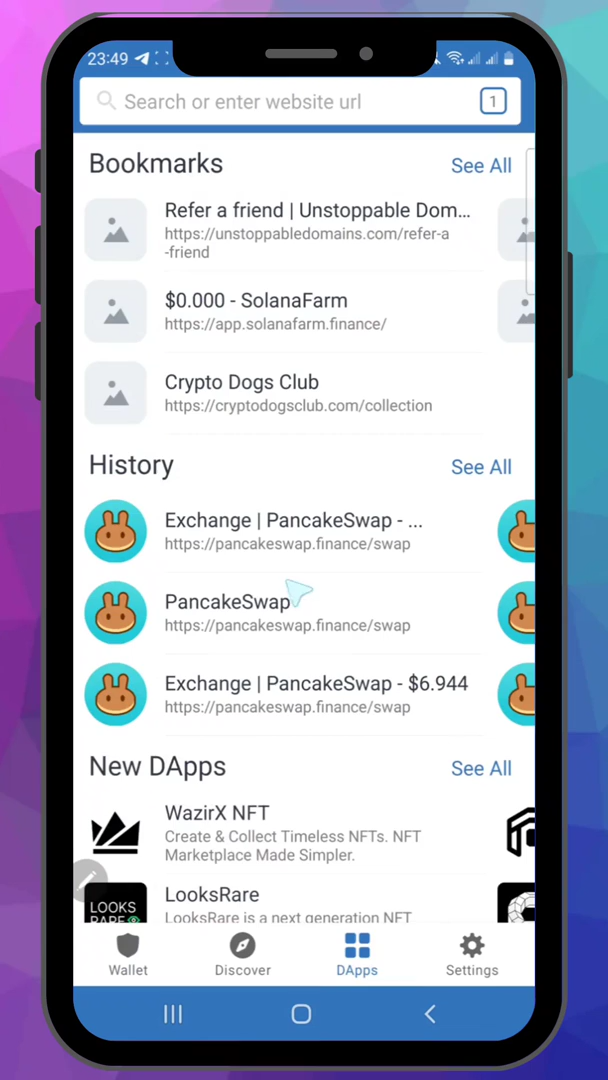 23:49
Search or enter website url
1
Bookmarks
See All
Refer a friend | Unstoppable Dom...
https://unstoppabledomains.com/refer-a
-friend
$0.000 - SolanaFarm
https://app.solanafarm.finance/
Crypto Dogs Club
https://cryptodogsclub.com/collection
History
See All
Exchange | PancakeSwap - ...
https://pancakeswap.finance/swap
PancakeSwap
https://pancakeswap.finance/swap
Exchange | PancakeSwap - $6.944
https://pancakeswap.finance/swap
New DApps
See All
WazirX NFT
Create & Collect Timeless NFTs. NFT
Marketplace Made Simpler.
LOOKS
RARE
LooksRare
LooksRare is a next generation NFT
Wallet
Discover
DApps
Settings